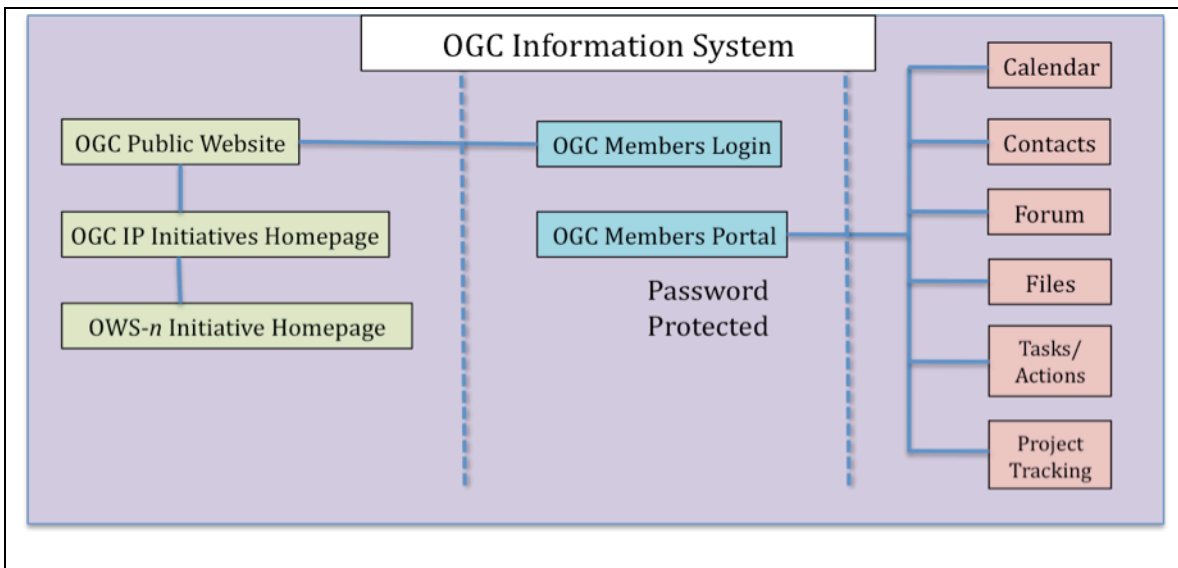 OGC Information System
OGC Public Website
OGC IP Initiatives Homepage
OWS-n Initiative Homepage
OGC Members Login
OGC Members Portal
Password
Protected
Calendar
Contacts
Forum
Files
Tasks/
Actions
Project
Tracking